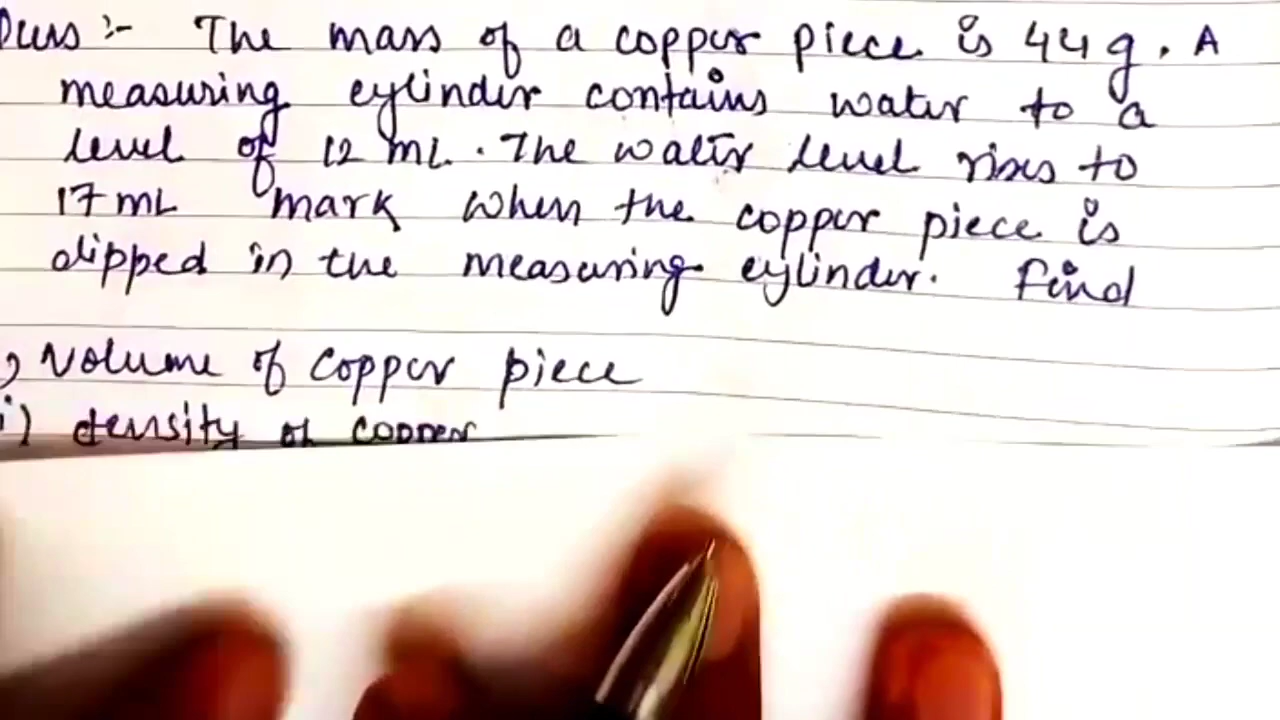 :- The mass of a copper piece is 44 g. A
measuring cylinder contains water to a
level of 12 mL. The water level rises to
17 mL mark when the copper piece is
dipped in the measuring cylinder. Find
) Volume of Copper piece
i) density of copper